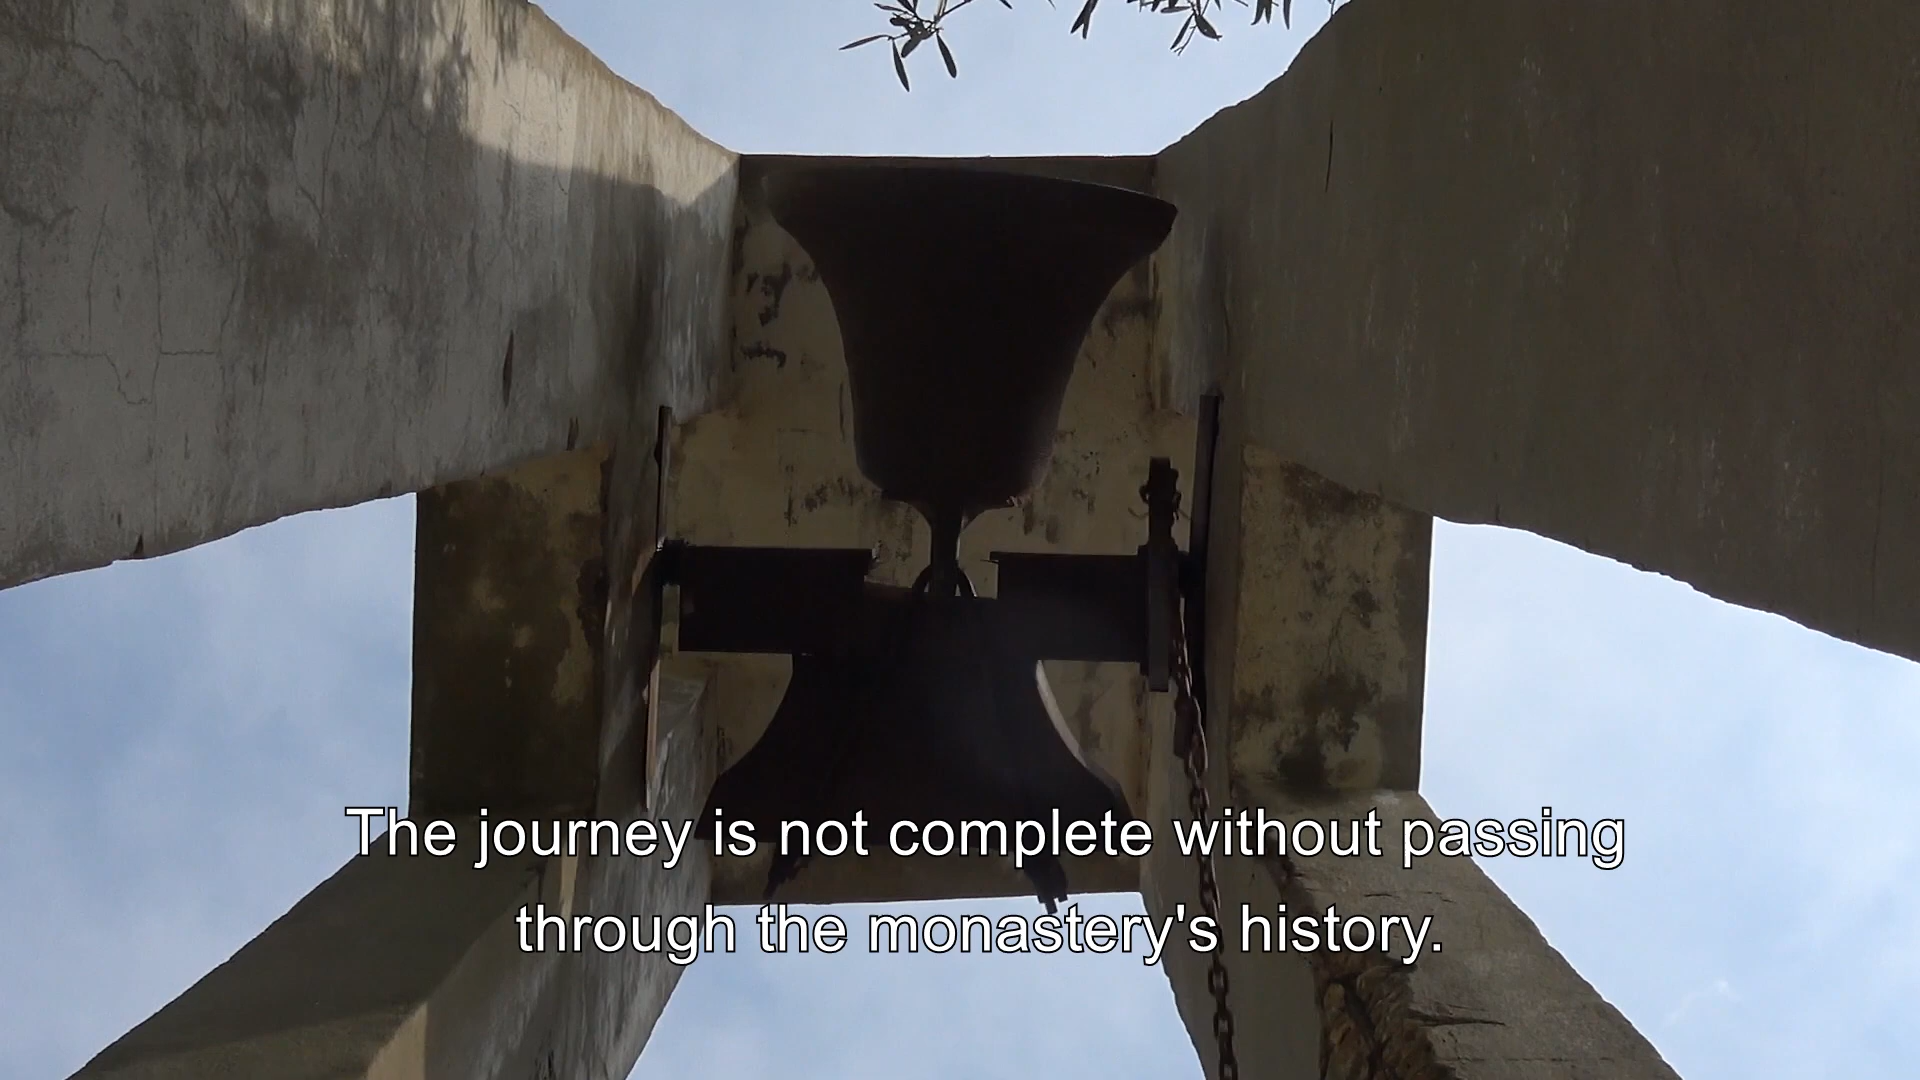 The journey is not complete without passing
through the monastery's history.